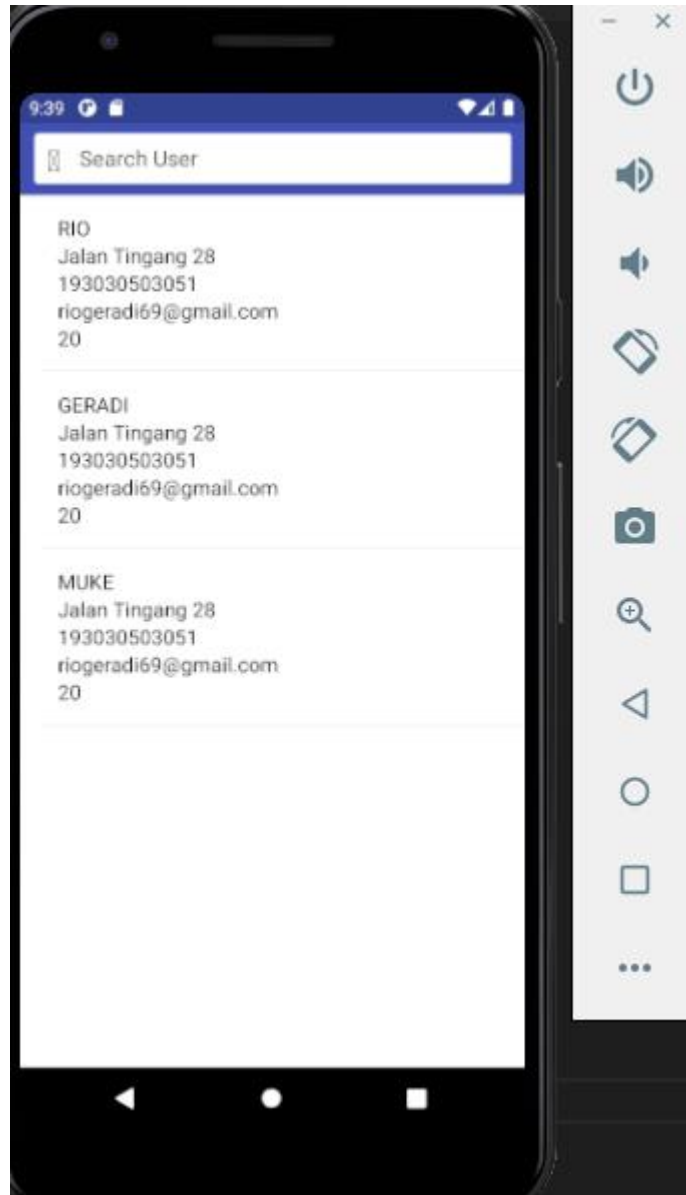 9:39
Search User
RIO
Jalan Tingang 28
193030503051
riogeradi69@gmail.com
20
GERADI
Jalan Tingang 28
193030503051
riogeradi69@gmail.com
20
MUKE
Jalan Tingang 28
193030503051
riogeradi69@gmail.com
20